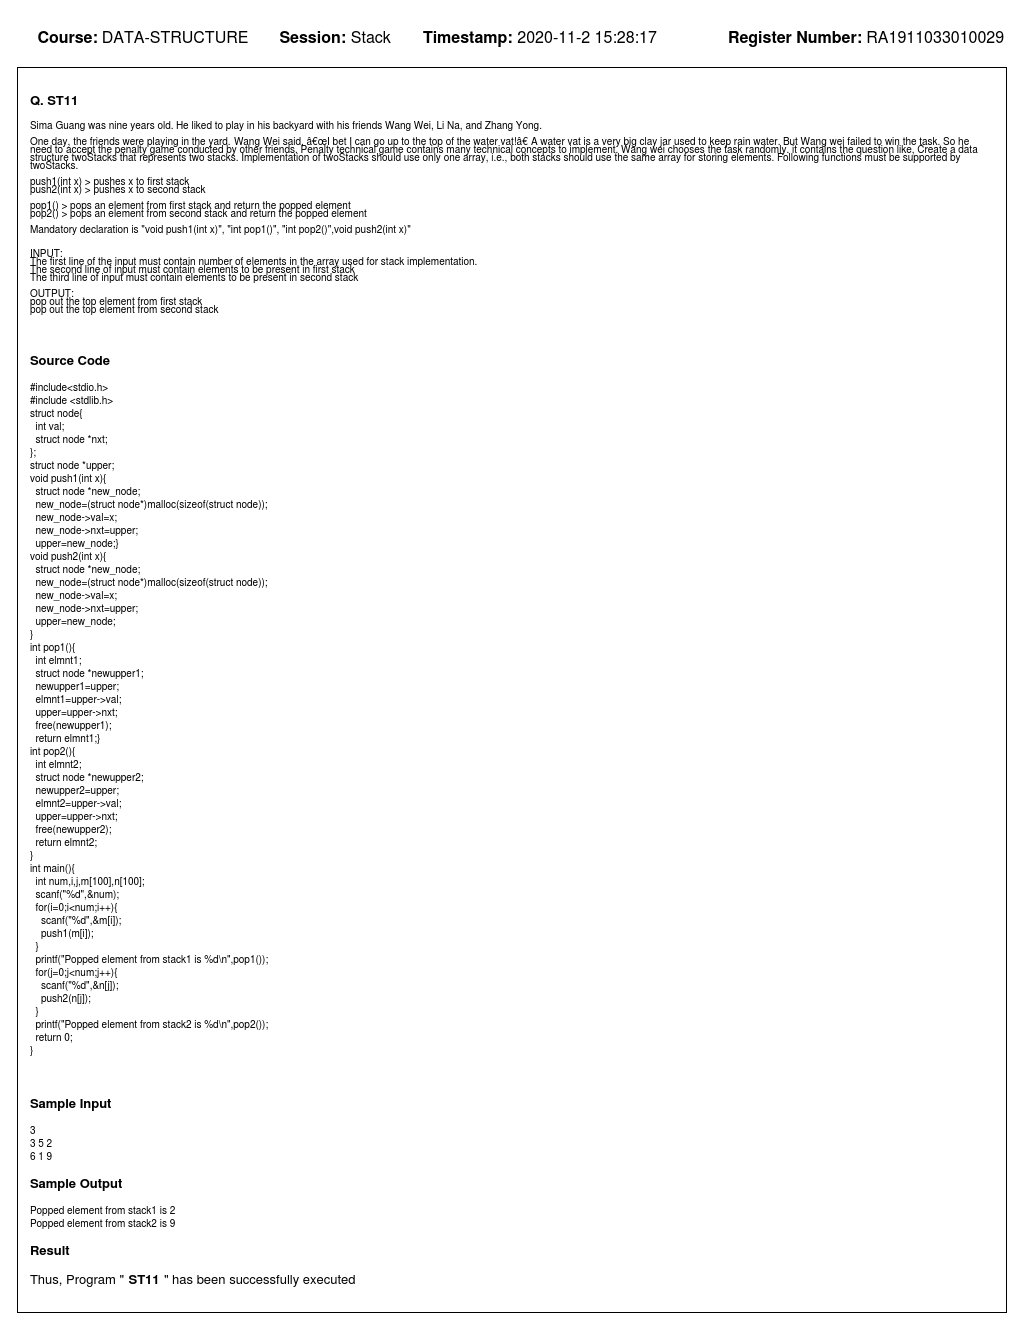 Course: DATA-STRUCTURE Session: Stack Timestamp: 2020-11-2 15:28:17 Register Number: RA1911033010029
Q. ST11
Sima Guang was nine years old. He liked to play in his backyard with his friends Wang Wei, Li Na, and Zhang Yong.
One day, the friends were playing in the yard. Wang Wei said, â€œI bet I can go up to the top of the water vat!â€ A water vat is a very big clay jar used to keep rain water. But Wang wei failed to win the task. So he
need to accept the penalty game conducted by other friends. Penalty technical game contains many technical concepts to implement. Wang wei chooses the task randomly, it contains the question like, Create a data
structure twoStacks that represents two stacks. Implementation of twoStacks should use only one array, i.e., both stacks should use the same array for storing elements. Following functions must be supported by
twoStacks.
push1(int x) > pushes x to first stack
push2(int x) > pushes x to second stack
pop1() > pops an element from first stack and return the popped element
pop2() > pops an element from second stack and return the popped element
Mandatory declaration is "void push1(int x)", "int pop1()", "int pop2()",void push2(int x)"
INPUT:
The first line of the input must contain number of elements in the array used for stack implementation.
The second line of input must contain elements to be present in first stack
The third line of input must contain elements to be present in second stack
OUTPUT:
pop out the top element from first stack
pop out the top element from second stack
Source Code
#include<stdio.h>
#include <stdlib.h>
struct node{
  int val;
  struct node *nxt;
};
struct node *upper;
void push1(int x){
  struct node *new_node;
  new_node=(struct node*)malloc(sizeof(struct node));
  new_node->val=x;
  new_node->nxt=upper;
  upper=new_node;}
void push2(int x){
  struct node *new_node;
  new_node=(struct node*)malloc(sizeof(struct node));
  new_node->val=x;
  new_node->nxt=upper;
  upper=new_node;
}
int pop1(){
  int elmnt1;
  struct node *newupper1;
  newupper1=upper;
  elmnt1=upper->val;
  upper=upper->nxt;
  free(newupper1);
  return elmnt1;}
int pop2(){
  int elmnt2;
  struct node *newupper2;
  newupper2=upper;
  elmnt2=upper->val;
  upper=upper->nxt;
  free(newupper2);
  return elmnt2;
}
int main(){
  int num,i,j,m[100],n[100];
  scanf("%d",&num);
  for(i=0;i<num;i++){
    scanf("%d",&m[i]);
    push1(m[i]);
  }
  printf("Popped element from stack1 is %d\n",pop1());
  for(j=0;j<num;j++){
    scanf("%d",&n[j]);
    push2(n[j]);
  }
  printf("Popped element from stack2 is %d\n",pop2());
  return 0;
}
Sample Input
3
3 5 2
6 1 9
Sample Output
Popped element from stack1 is 2
Popped element from stack2 is 9
Result
Thus, Program " ST11 " has been successfully executed